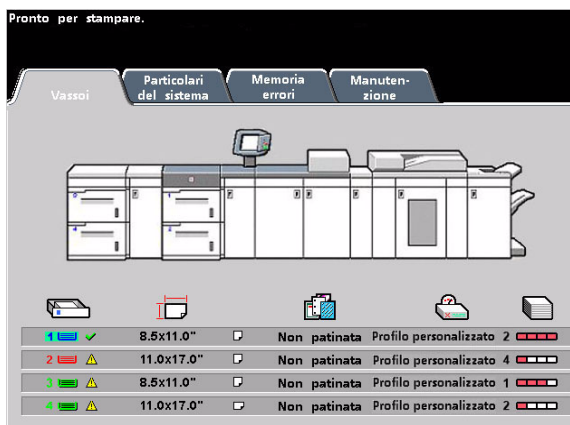 Pronto per stampare.
Vassoi
Particolari
del sistema
Memoria
errori
Manuten-
zione
1 8.5x11.0" Non patinata Profilo personalizzato 2
2 11.0x17.0" Non patinata Profilo personalizzato 4
3 8.5x11.0" Non patinata Profilo personalizzato 1
4 11.0x17.0" Non patinata Profilo personalizzato 2